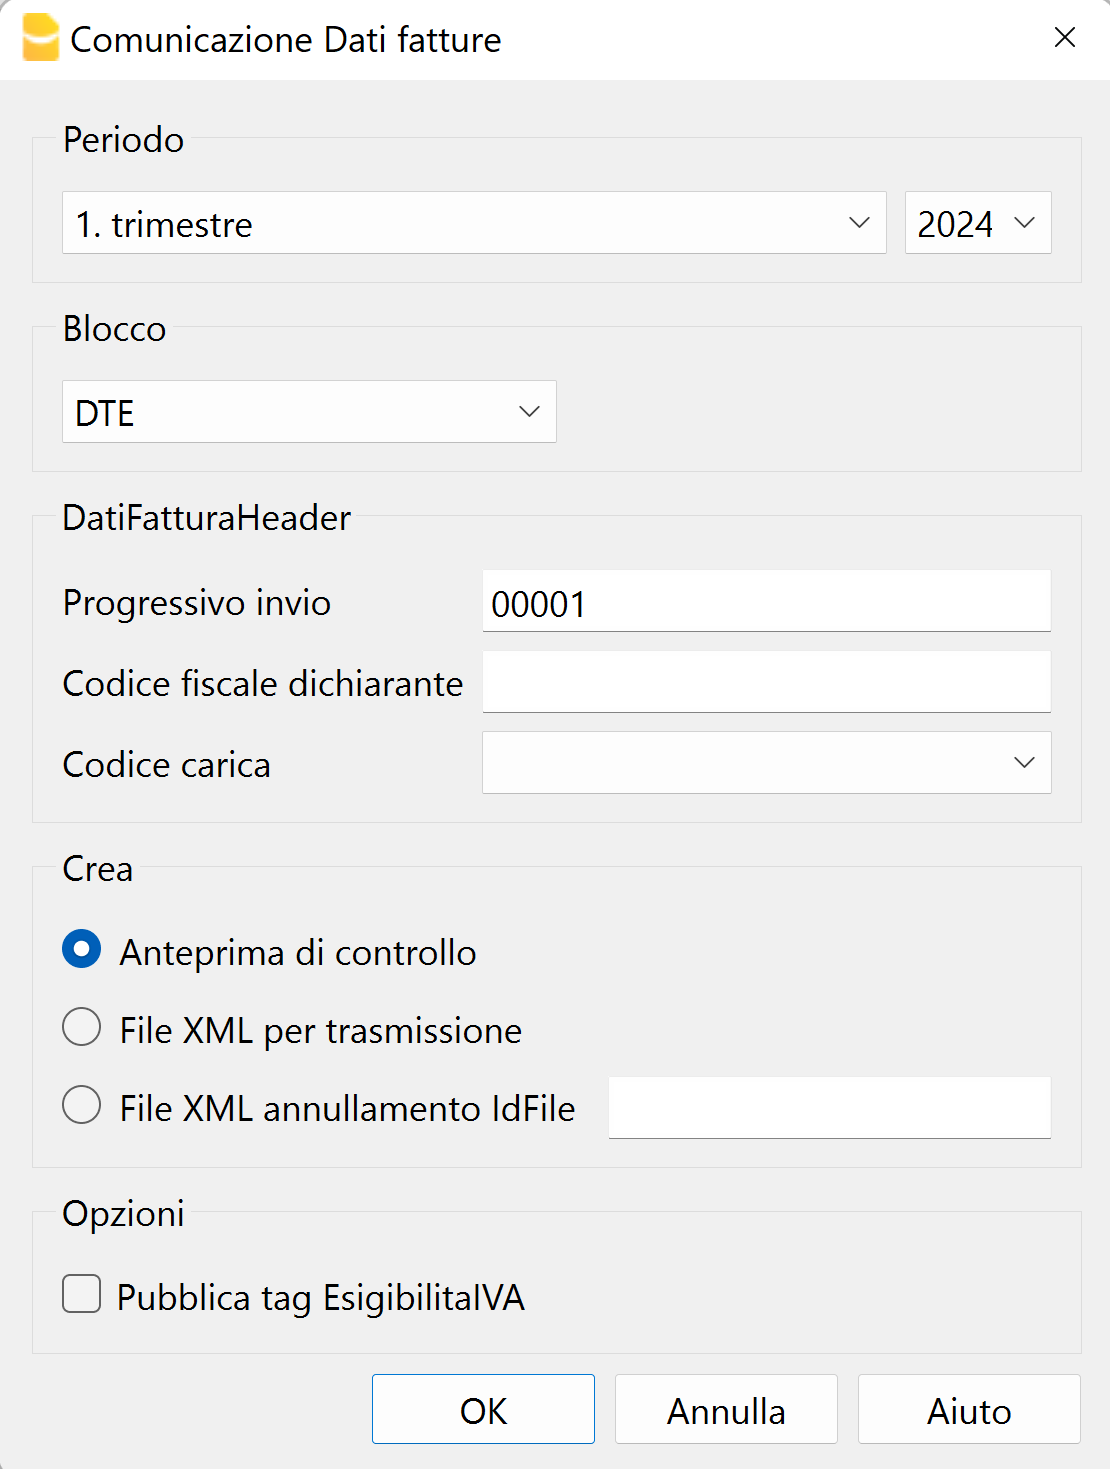 Comunicazione Dati fatture
Periodo
1. trimestre 2024
Blocco
DTE
DatiFatturaHeader
Progressivo invio 00001
Codice fiscale dichiarante
Codice carica
Crea
Anteprima di controllo
File XML per trasmissione
File XML annullamento IdFile
Opzioni
Pubblica tag EsigibilitaIVA
OK Annulla Aiuto